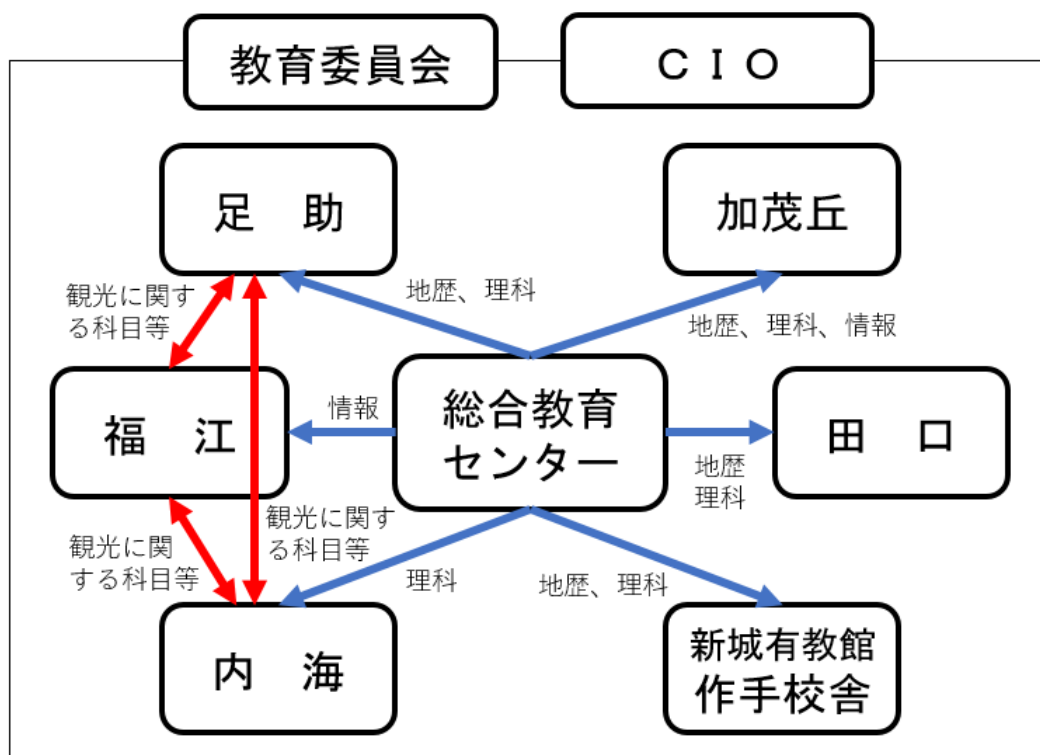 教育委員会
ＣＩＯ
足　助
加茂丘
観光に関す
る科目等
地歴、理科
地歴、理科、情報
福　江
情報
総合教育
センター
田　口
地歴
理科
観光に関
する科目等
観光に関す
る科目等
理科
地歴、理科
内　海
新城有教館
作手校舎